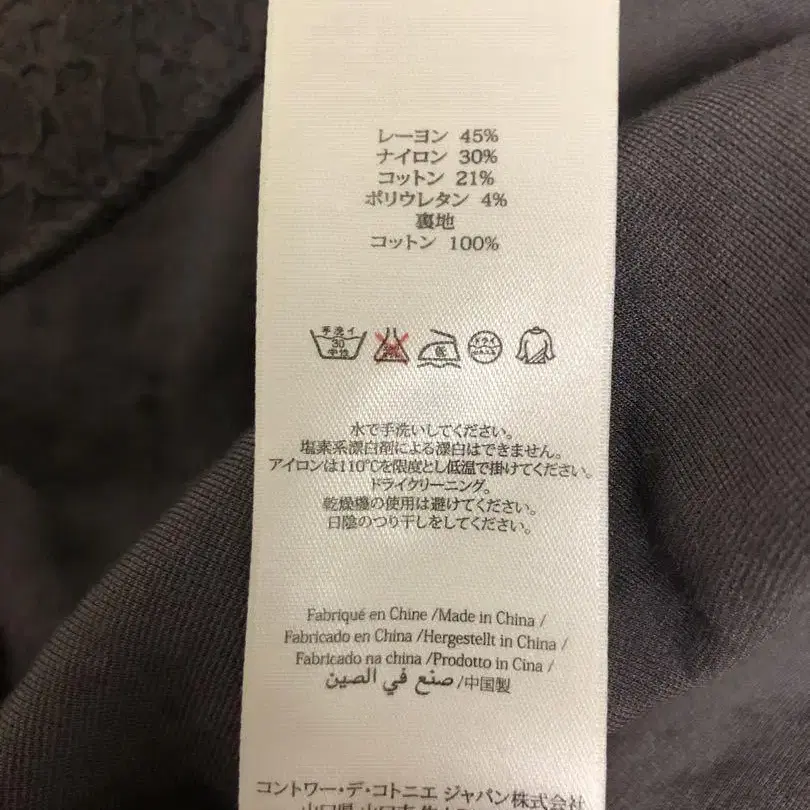 レーヨン 45%
ナイロン 30%
コットン 21%
ポリウレタン 4%
裏地
コットン 100%
手洗イ
30
中性
低
ドライ
水で手洗いしてください。
塩素系漂白剤による漂白はできません。
アイロンは110℃を限度とし低温で掛けてください。
ドライクリーニング。
乾燥機の使用は避けてください。
日陰のつり干しをしてください。
Fabriqué en Chine /Made in China /
Fabricado en China /Hergestellt in China /
Fabricado na china /Prodotto in Cina /
صنع في الصين/中国製
コントワー・デ・コトニエ ジャパン株式会社